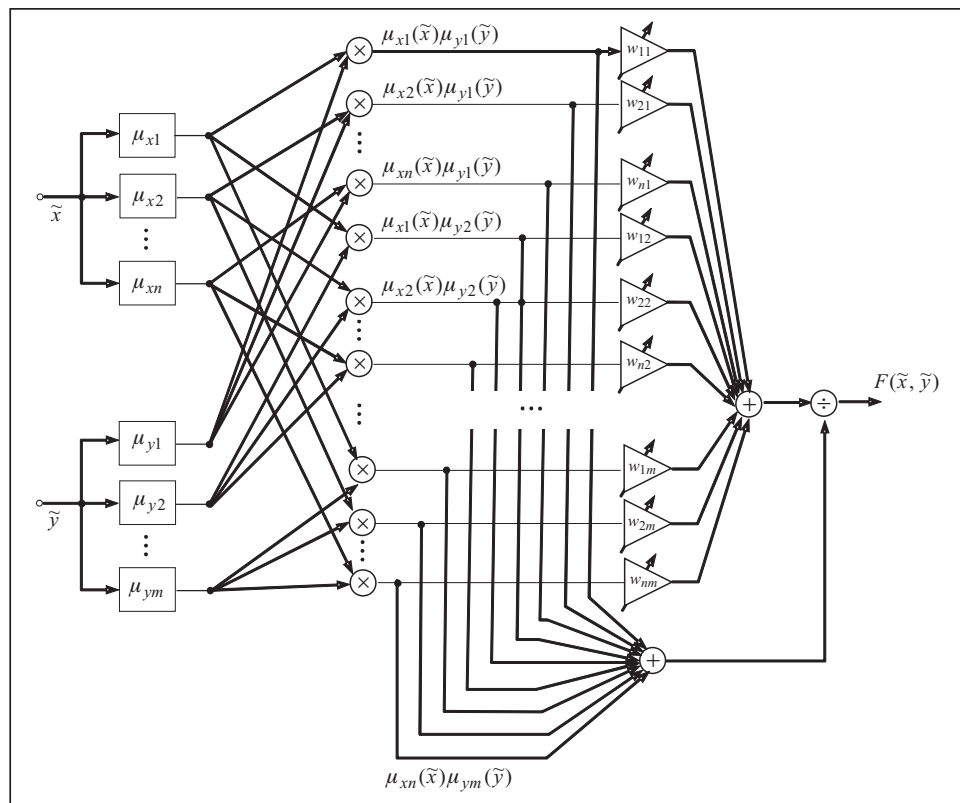 μx1(x̃)μy1(ỹ)
× w11
μx2(x̃)μy1(ỹ)
× w21
⋮
μx1
μxn(x̃)μy1(ỹ)
× wn1
x̃ μx2
μx1(x̃)μy2(ỹ)
× w12
⋮
μxn
μx2(x̃)μy2(ỹ)
× w22
⋮
× wn2
F(x̃, ỹ)
+ ÷
⋮ ...
μy1
× w1m
ỹ μy2
× w2m
⋮ ⋮
μym
× wnm
+
μxn(x̃)μym(ỹ)